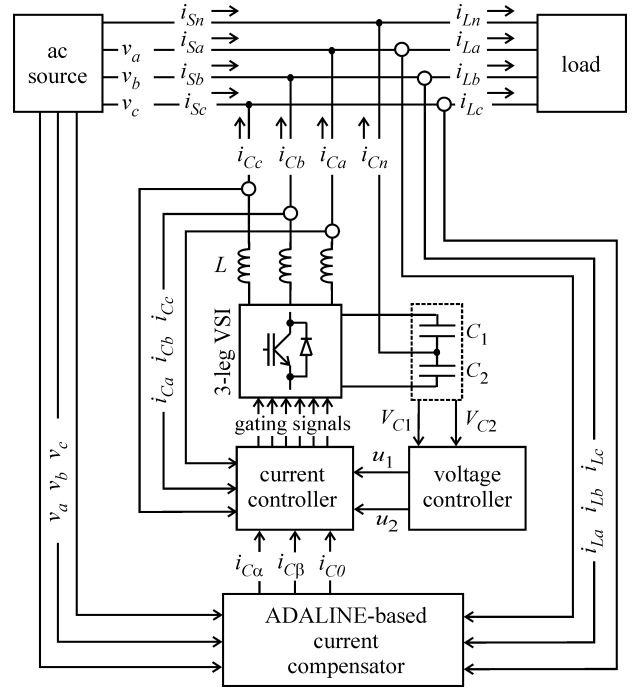 ac source
load
i_Sn
i_Ln
v_a
i_Sa
i_La
v_b
i_Sb
i_Lb
v_c
i_Sc
i_Lc
i_Cc
i_Cb
i_Ca
i_Cn
L
i_Ca i_Cb i_Cc
3-leg VSI
C_1
C_2
gating signals
V_C1
V_C2
current controller
u_1
u_2
voltage controller
v_a v_b v_c
i_La i_Lb i_Lc
i_Cα
i_Cβ
i_C0
ADALINE-based
current
compensator